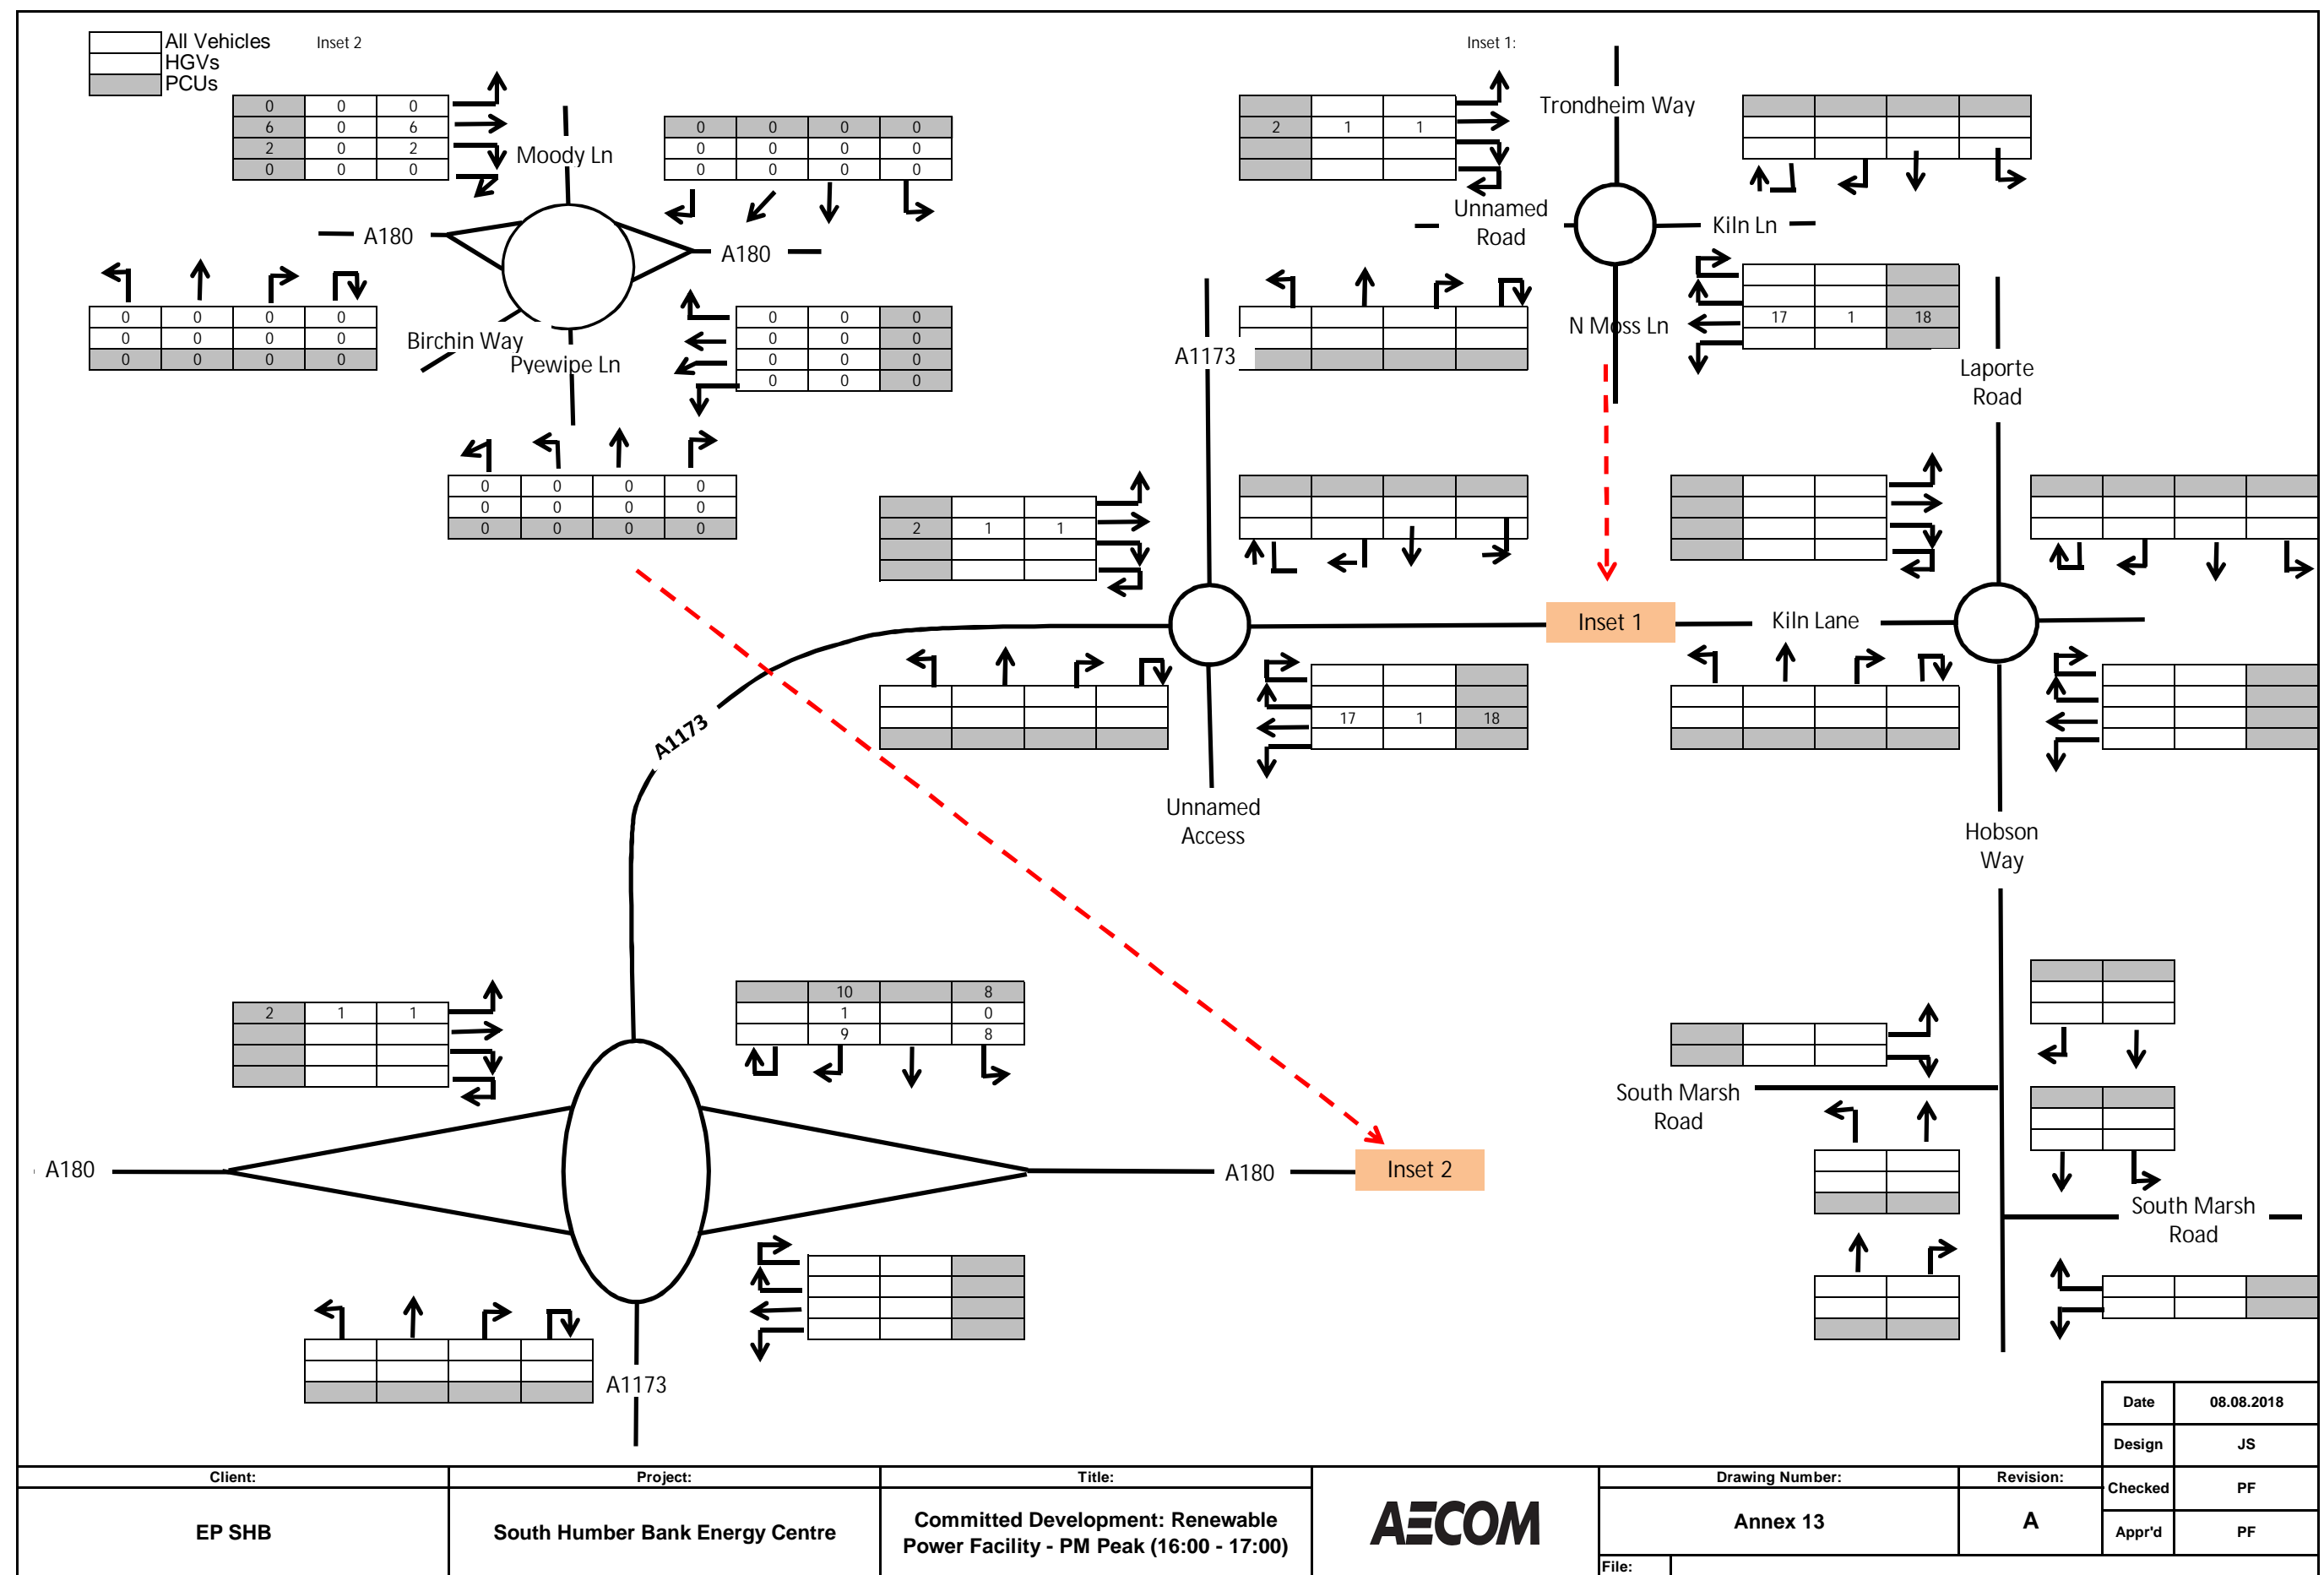 All Vehicles
HGVs
PCUs
Inset 2
0 0 0
6 0 6
2 0 2
0 0 0
Moody Ln
0 0 0 0
0 0 0 0
0 0 0 0
A180
A180
0 0 0 0
0 0 0 0
0 0 0 0
Birchin Way
Pyewipe Ln
0 0 0
0 0 0
0 0 0
0 0 0
0 0 0 0
0 0 0 0
0 0 0 0
Inset 1:
2 1 1
Trondheim Way
Unnamed
Road
Kiln Ln
N Moss Ln
17 1 18
A1173
Laporte
Road
2 1 1
Inset 1
Kiln Lane
17 1 18
A1173
Unnamed
Access
Hobson
Way
2 1 1
10 8
1 0
9 8
A180
A180
Inset 2
South Marsh
Road
South Marsh
Road
A1173
Date 08.08.2018
Design JS
Checked PF
Appr'd PF
Client:
EP SHB
Project:
South Humber Bank Energy Centre
Title:
Committed Development: Renewable
Power Facility - PM Peak (16:00 - 17:00)
AECOM
Drawing Number:
Annex 13
Revision:
A
File: